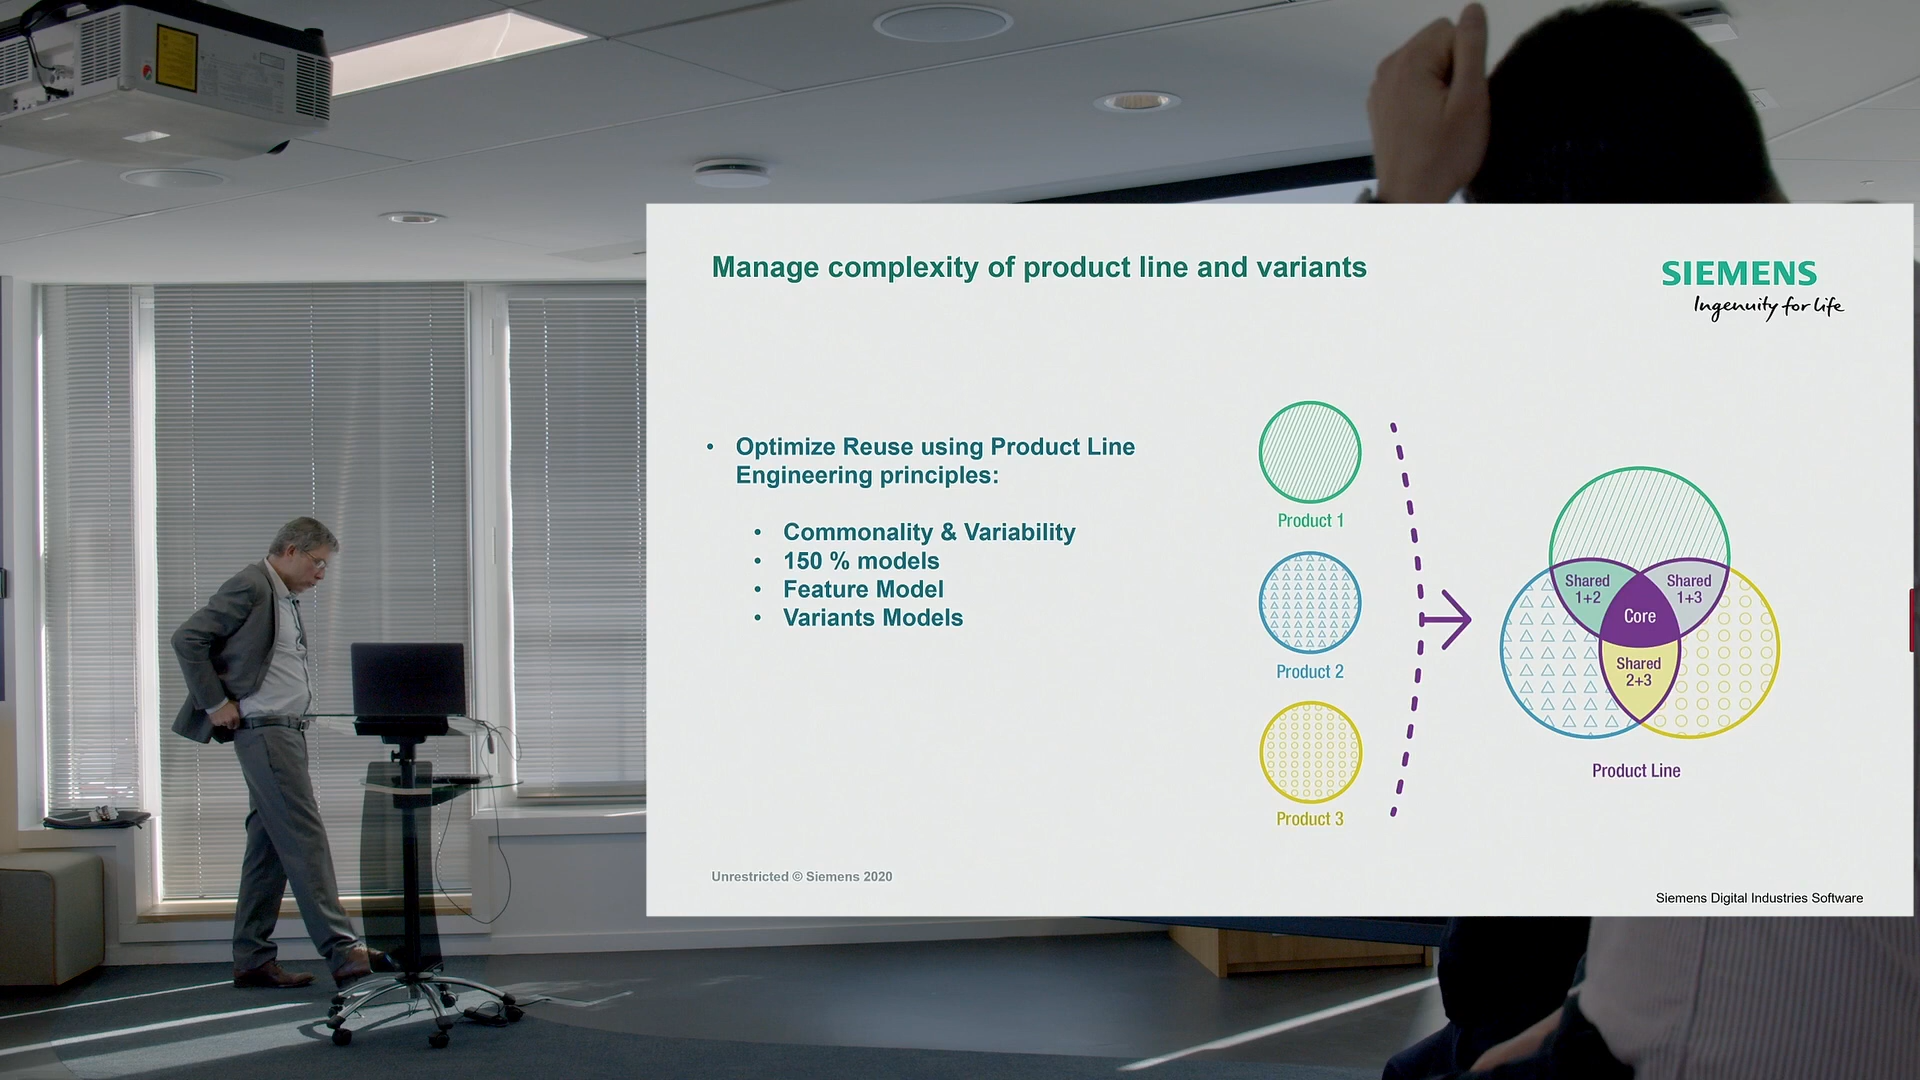 Manage complexity of product line and variants
SIEMENS
Ingenuity for life
• Optimize Reuse using Product Line
Engineering principles:
• Commonality & Variability
• 150 % models
• Feature Model
• Variants Models
Product 1
Product 2
Product 3
Shared
1+2
Shared
1+3
Core
Shared
2+3
Product Line
Unrestricted © Siemens 2020
Siemens Digital Industries Software